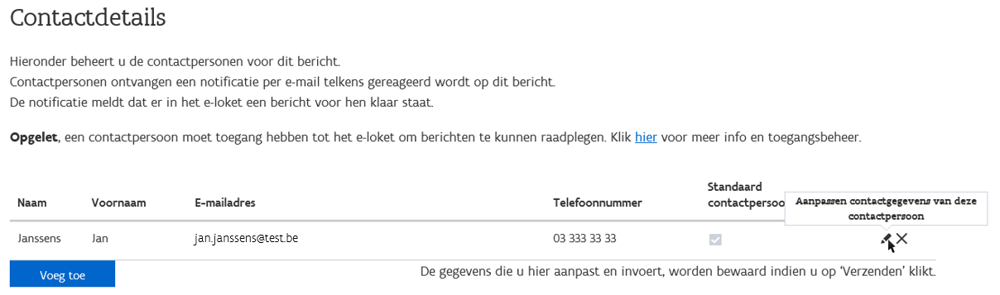 Contactdetails
Hieronder beheert u de contactpersonen voor dit bericht.
Contactpersonen ontvangen een notificatie per e-mail telkens gereageerd wordt op dit bericht.
De notificatie meldt dat er in het e-loket een bericht voor hen klaar staat.
Opgelet, een contactpersoon moet toegang hebben tot het e-loket om berichten te kunnen raadplegen. Klik hier voor meer info en toegangsbeheer.
Standaard
Naam Voornaam E-mailadres Telefoonnummer contactpersoo
Aanpassen contactgegevens van deze
contactpersoon
Janssens Jan jan.janssens@test.be 03 333 33 33
Voeg toe
De gegevens die u hier aanpast en invoert, worden bewaard indien u op ‘Verzenden’ klikt.